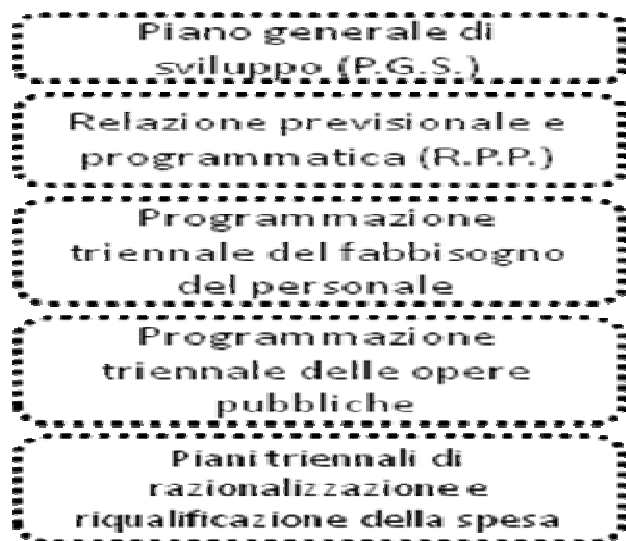 Piano generale di
sviluppo (P.G.S.)
Relazione previsionale e
programmatica (R.P.P.)
Programmazione
triennale del fabbisogno
del personale
Programmazione
triennale delle opere
pubbliche
Piani triennali di
razionalizzazione e
riqualificazione della spesa